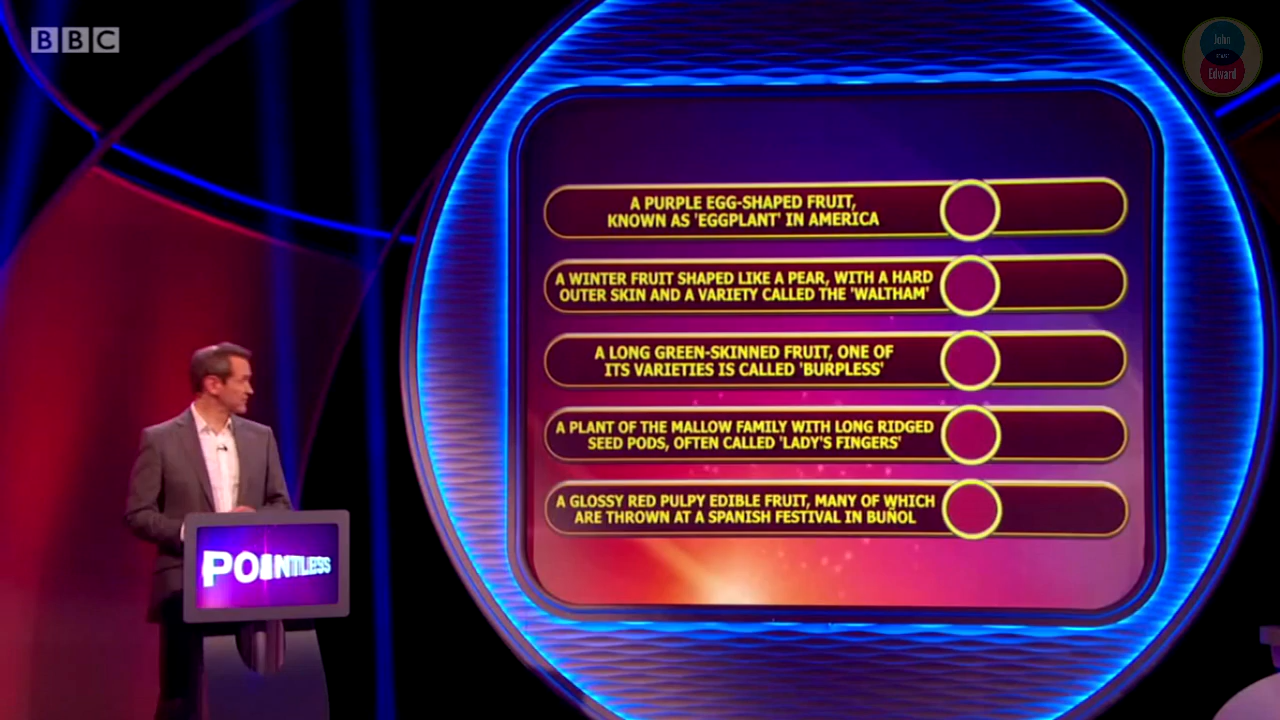 BBC
John
Edward
A PURPLE EGG-SHAPED FRUIT,
KNOWN AS 'EGGPLANT' IN AMERICA
A WINTER FRUIT SHAPED LIKE A PEAR, WITH A HARD
OUTER SKIN AND A VARIETY CALLED THE 'WALTHAM'
A LONG GREEN-SKINNED FRUIT, ONE OF
ITS VARIETIES IS CALLED 'BURPLESS'
A PLANT OF THE MALLOW FAMILY WITH LONG RIDGED
SEED PODS, OFTEN CALLED 'LADY'S FINGERS'
A GLOSSY RED PULPY EDIBLE FRUIT, MANY OF WHICH
ARE THROWN AT A SPANISH FESTIVAL IN BUÑOL
POINTLESS